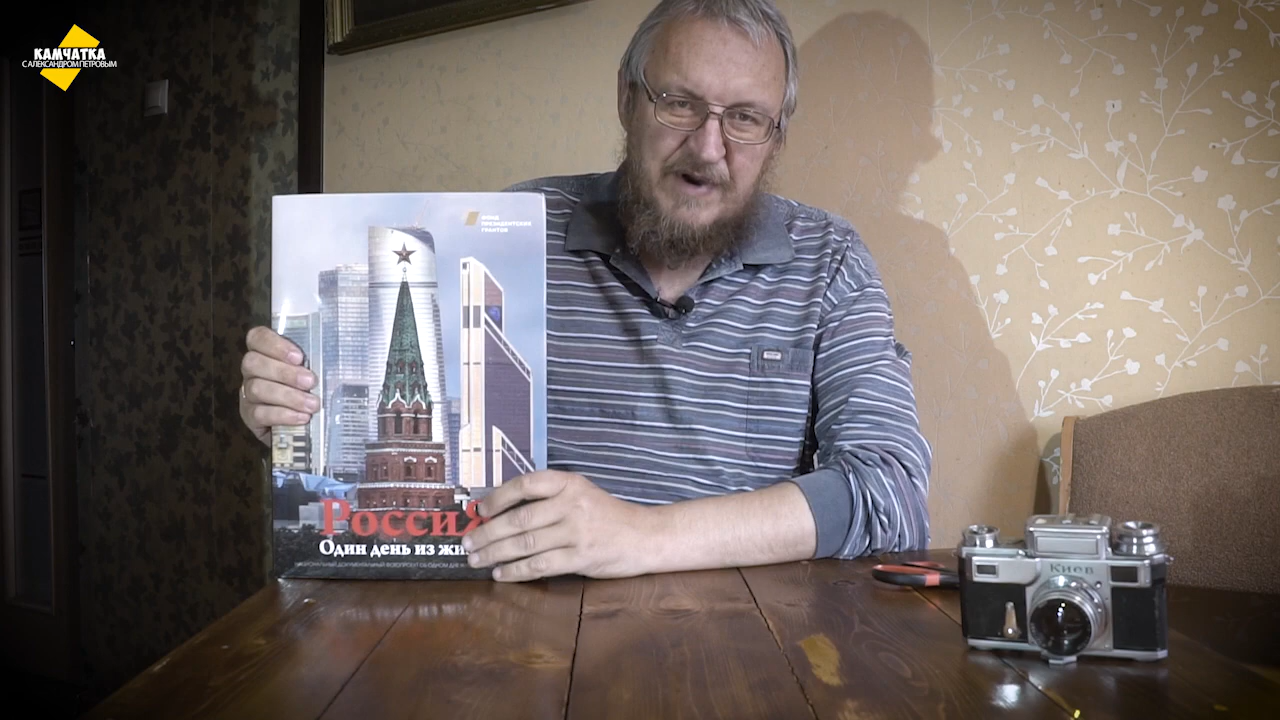 КАМЧАТКА
С АЛЕКСАНДРОМ ПЕТРОВЫМ
ФОНД
ПРЕЗИДЕНТСКИХ
ГРАНТОВ
РоссиЯ
Один день из жи
Киев